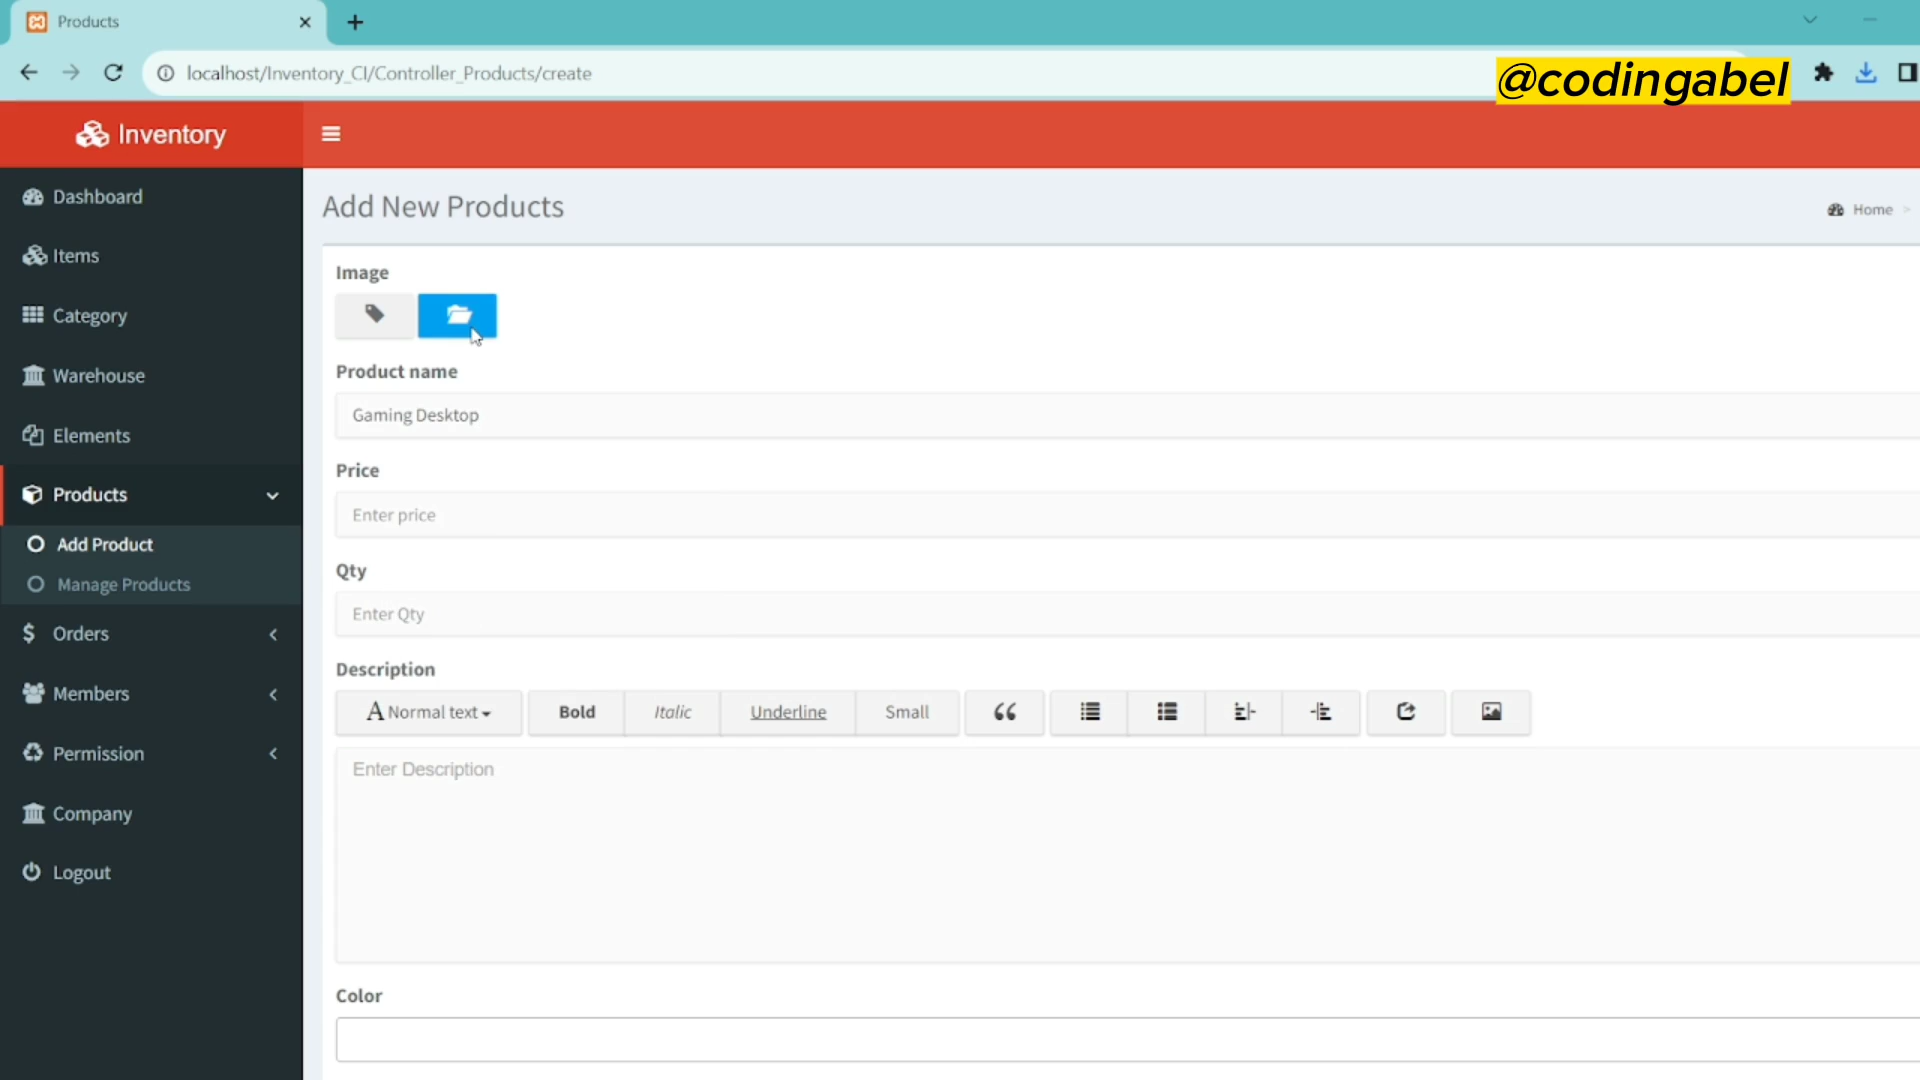 Products
localhost/Inventory_CI/Controller_Products/create
@codingabel
Inventory
Dashboard
Items
Category
Warehouse
Elements
Products
Add Product
Manage Products
Orders
Members
Permission
Company
Logout
Add New Products
Home >
Image
Product name
Gaming Desktop
Price
Enter price
Qty
Enter Qty
Description
A Normal text Bold Italic Underline Small
Enter Description
Color